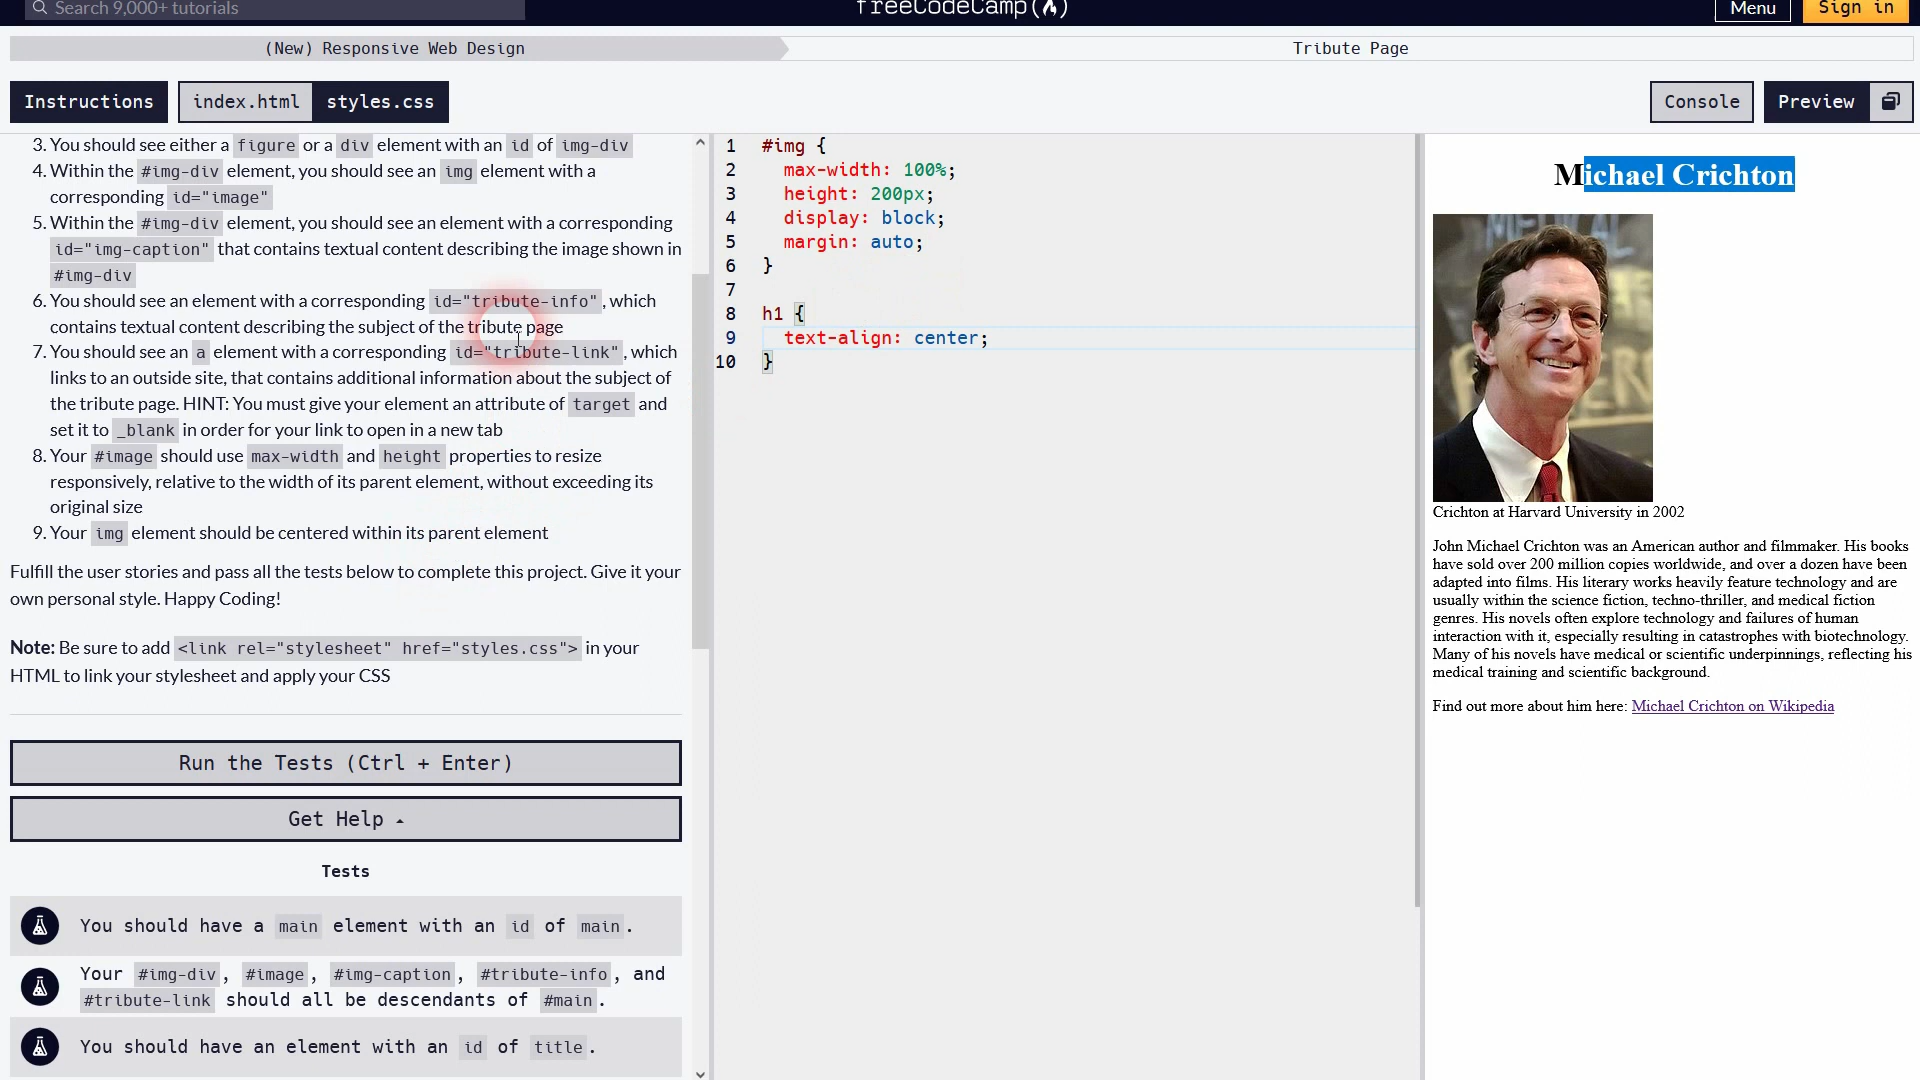 Search 9,000+ tutorials
freeCodeCamp
Menu
Sign in
(New) Responsive Web Design
Tribute Page
Instructions
index.html
styles.css
Console
Preview
3. You should see either a figure or a div element with an id of img-div
4. Within the #img-div element, you should see an img element with a
corresponding id="image"
5. Within the #img-div element, you should see an element with a corresponding
id="img-caption" that contains textual content describing the image shown in
#img-div
6. You should see an element with a corresponding id="tribute-info", which
contains textual content describing the subject of the tribute page
7. You should see an a element with a corresponding id="tribute-link", which
links to an outside site, that contains additional information about the subject of
the tribute page. HINT: You must give your element an attribute of target and
set it to _blank in order for your link to open in a new tab
8. Your #image should use max-width and height properties to resize
responsively, relative to the width of its parent element, without exceeding its
original size
9. Your img element should be centered within its parent element
Fulfill the user stories and pass all the tests below to complete this project. Give it your
own personal style. Happy Coding!
Note: Be sure to add <link rel="stylesheet" href="styles.css"> in your
HTML to link your stylesheet and apply your CSS
Run the Tests (Ctrl + Enter)
Get Help
Tests
You should have a main element with an id of main.
Your #img-div, #image, #img-caption, #tribute-info, and
#tribute-link should all be descendants of #main.
You should have an element with an id of title.
1 #img {
2 max-width: 100%;
3 height: 200px;
4 display: block;
5 margin: auto;
6 }
7
8 h1 {
9 text-align: center;
10 }
Michael Crichton
MEDICAL
Crichton at Harvard University in 2002
John Michael Crichton was an American author and filmmaker. His books
have sold over 200 million copies worldwide, and over a dozen have been
adapted into films. His literary works heavily feature technology and are
usually within the science fiction, techno-thriller, and medical fiction
genres. His novels often explore technology and failures of human
interaction with it, especially resulting in catastrophes with biotechnology.
Many of his novels have medical or scientific underpinnings, reflecting his
medical training and scientific background.
Find out more about him here: Michael Crichton on Wikipedia